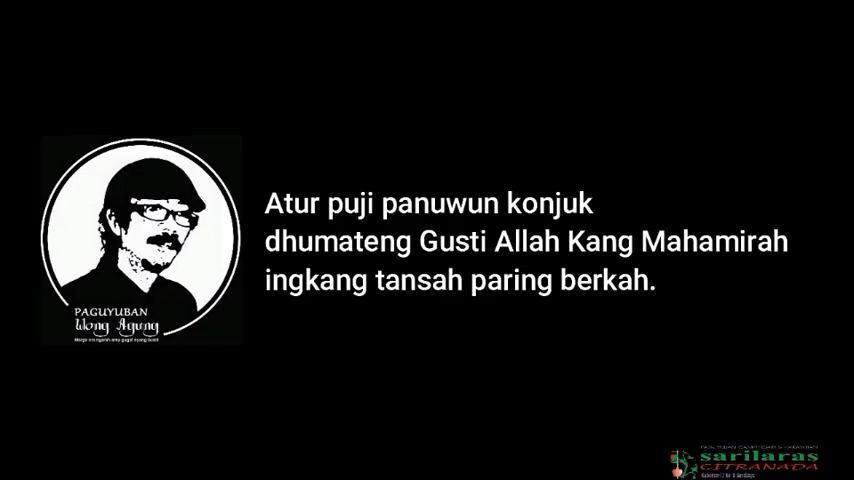 Atur puji panuwun konjuk
dhumateng Gusti Allah Kang Mahamirah
ingkang tansah paring berkah.
PAGUYUBAN
Wong Agung
sarilaras
CITRANADA